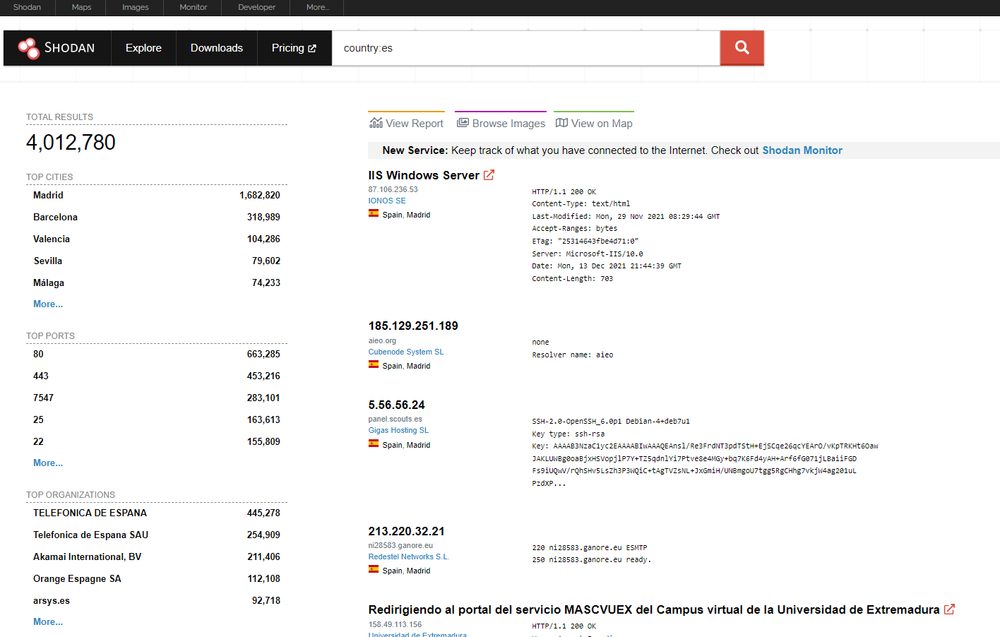 Shodan Maps Images Monitor Developer More...
SHODAN Explore Downloads Pricing country:es
TOTAL RESULTS
4,012,780
TOP CITIES
Madrid 1,682,820
Barcelona 318,989
Valencia 104,286
Sevilla 79,602
Málaga 74,233
More...
TOP PORTS
80 663,285
443 453,216
7547 283,101
25 163,613
22 155,809
More...
TOP ORGANIZATIONS
TELEFONICA DE ESPANA 445,278
Telefonica de Espana SAU 254,909
Akamai International, BV 211,406
Orange Espagne SA 112,108
arsys.es 92,718
More...
View Report Browse Images View on Map
New Service: Keep track of what you have connected to the Internet. Check out Shodan Monitor
IIS Windows Server
87.106.236.53
IONOS SE
Spain, Madrid
HTTP/1.1 200 OK
Content-Type: text/html
Last-Modified: Mon, 29 Nov 2021 08:29:44 GMT
Accept-Ranges: bytes
ETag: "25314643fbe4d71:0"
Server: Microsoft-IIS/10.0
Date: Mon, 13 Dec 2021 21:44:39 GMT
Content-Length: 703
185.129.251.189
aieo.org
Cubenode System SL
Spain, Madrid
none
Resolver name: aieo
5.56.56.24
panel.scouts.es
Gigas Hosting SL
Spain, Madrid
SSH-2.0-OpenSSH_6.0p1 Debian-4+deb7u1
Key type: ssh-rsa
Key: AAAAB3NzaC1yc2EAAAABIwAAAQEAnsl/Re3FrdNT3pdTStH+EjSCqe26qcYEArO/vKpTRKHt6Oaw
JAKLUWBg0oaBjxHSVopjlP7Y+TZ5qdnlYi7Ptve8e4MGy+bq7K6Fd4yAH+Arf6fG071jLBaiiFGD
Fs9iUQwV/rQhSHv5LsZh3P3WQiC+tAgTVZsNL+JxGmiH/UNBmgoU7tgg5RgCHhg7vkjW4ag201uL
PzdXP...
213.220.32.21
ni28583.ganore.eu
Redestel Networks S.L.
Spain, Madrid
220 ni28583.ganore.eu ESMTP
250 ni28583.ganore.eu ready.
Redirigiendo al portal del servicio MASCVUEX del Campus virtual de la Universidad de Extremadura
158.49.113.156
Universidad de Extremadura
HTTP/1.1 200 OK